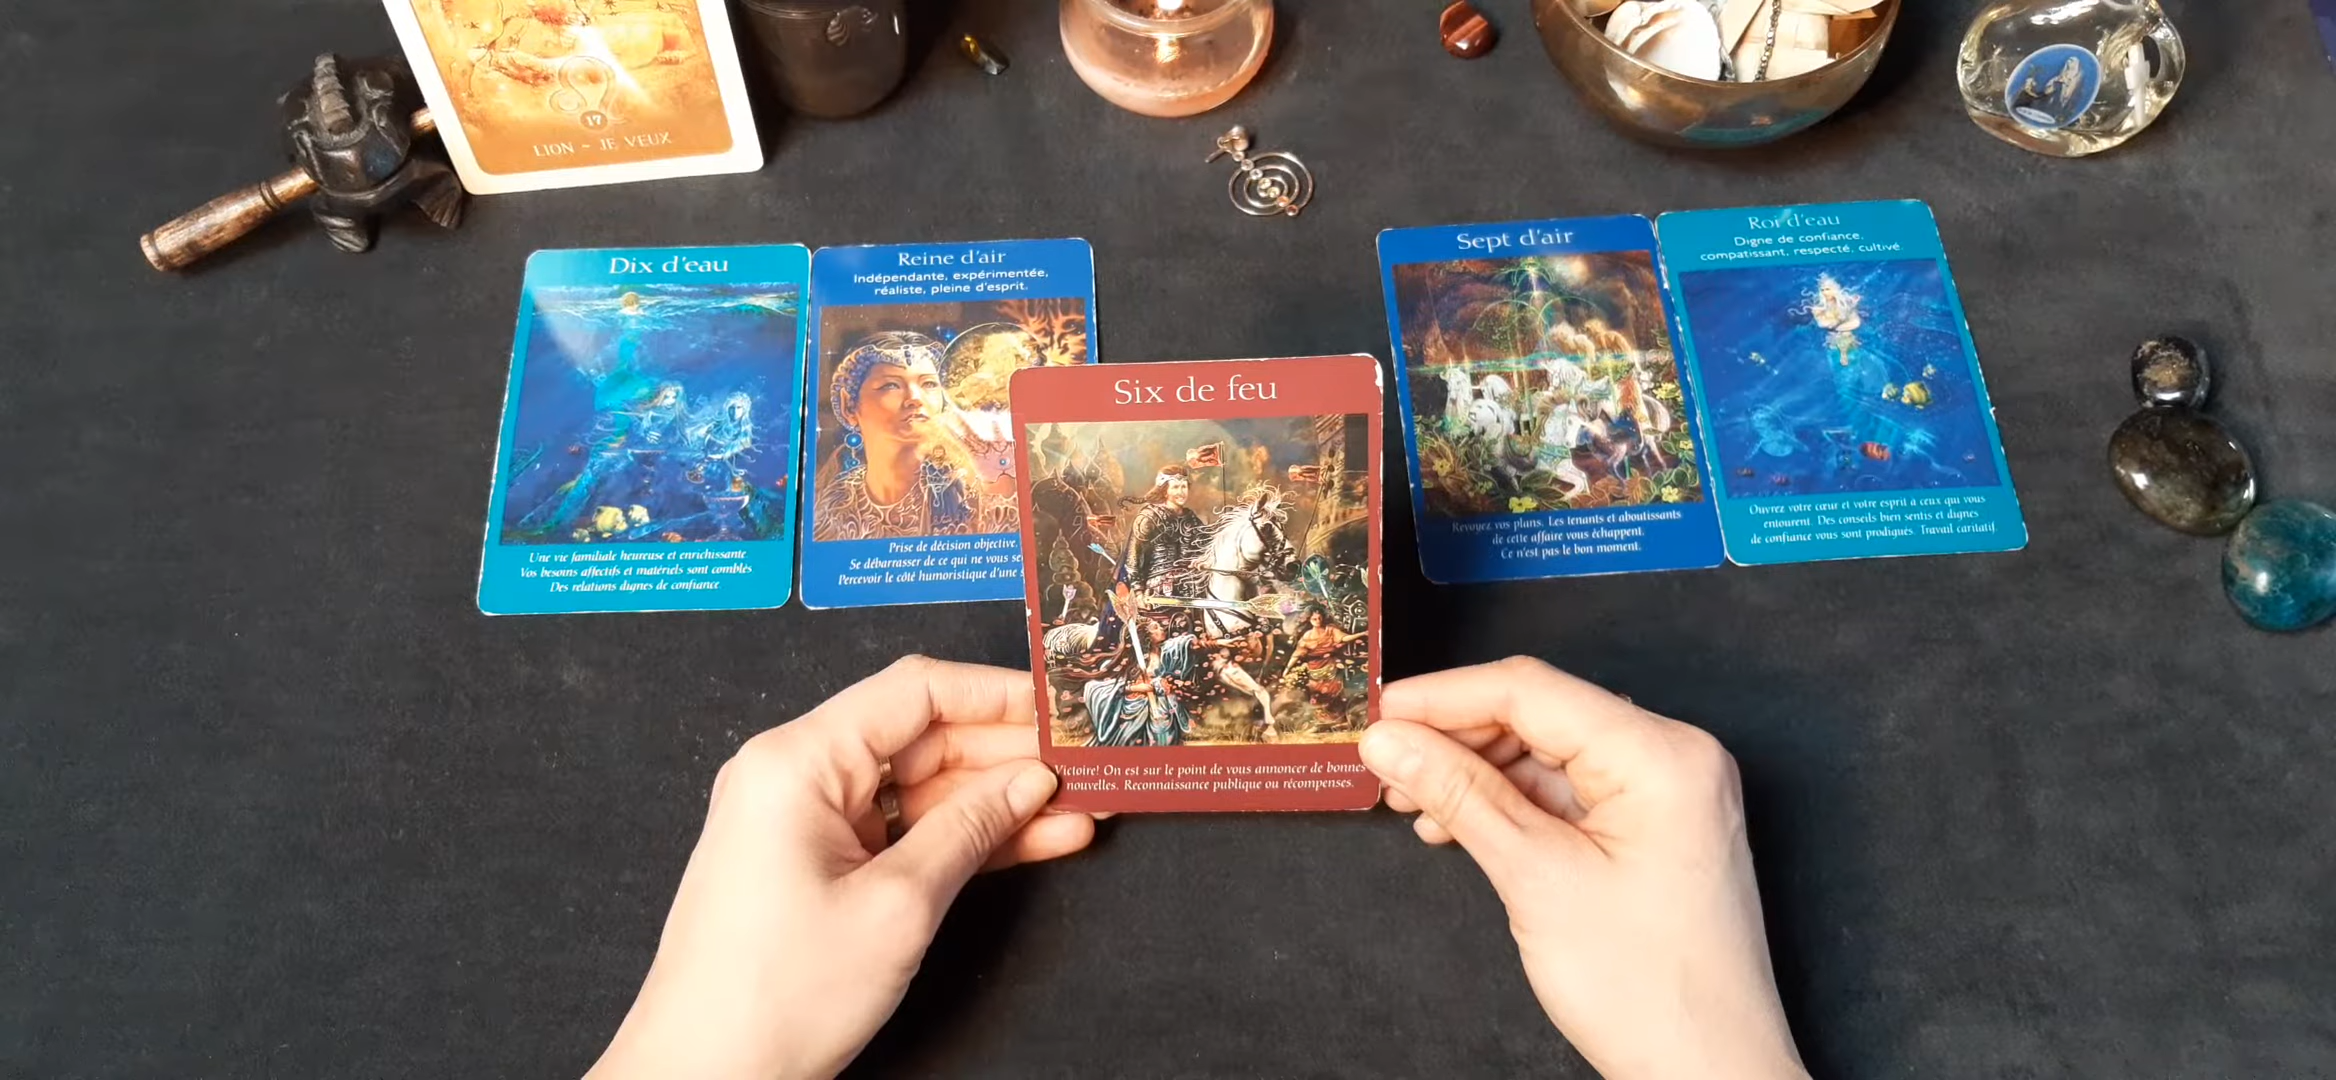 17
LION ~ JE VEUX
Dix d'eau
Une vie familiale heureuse et enrichissante
Vos besoins affectifs et matériels sont comblés
Des relations dignes de confiance.
Reine d'air
Indépendante, expérimentée,
réaliste, pleine d'esprit.
Prise de décision objective.
Se débarrasser de ce qui ne vous
Percevoir le côté humoristique d'une
Six de feu
Victoire! On est sur le point de vous annoncer de bonnes
nouvelles. Reconnaissance publique ou récompenses.
Sept d'air
Revoyez vos plans. Les tenants et aboutissants
de cette affaire vous échappent.
Ce n'est pas le bon moment.
Roi d'eau
Digne de confiance,
compatissant, respecté, cultivé.
Ouvrez votre cœur et votre esprit à ceux qui vous
entourent. Des conseils bien sentis et dignes
de confiance vous sont prodigués. Travail caritatif.